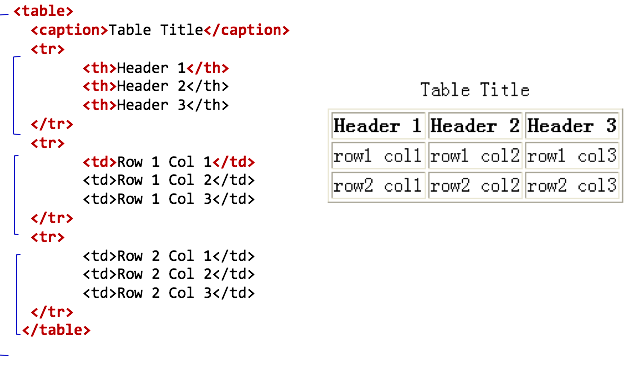 <table>
<caption>Table Title</caption>
<tr>
<th>Header 1</th>
<th>Header 2</th>
<th>Header 3</th>
</tr>
<tr>
<td>Row 1 Col 1</td>
<td>Row 1 Col 2</td>
<td>Row 1 Col 3</td>
</tr>
<tr>
<td>Row 2 Col 1</td>
<td>Row 2 Col 2</td>
<td>Row 2 Col 3</td>
</tr>
</table>
Table Title
Header 1 Header 2 Header 3
row1 col1 row1 col2 row1 col3
row2 col1 row2 col2 row2 col3